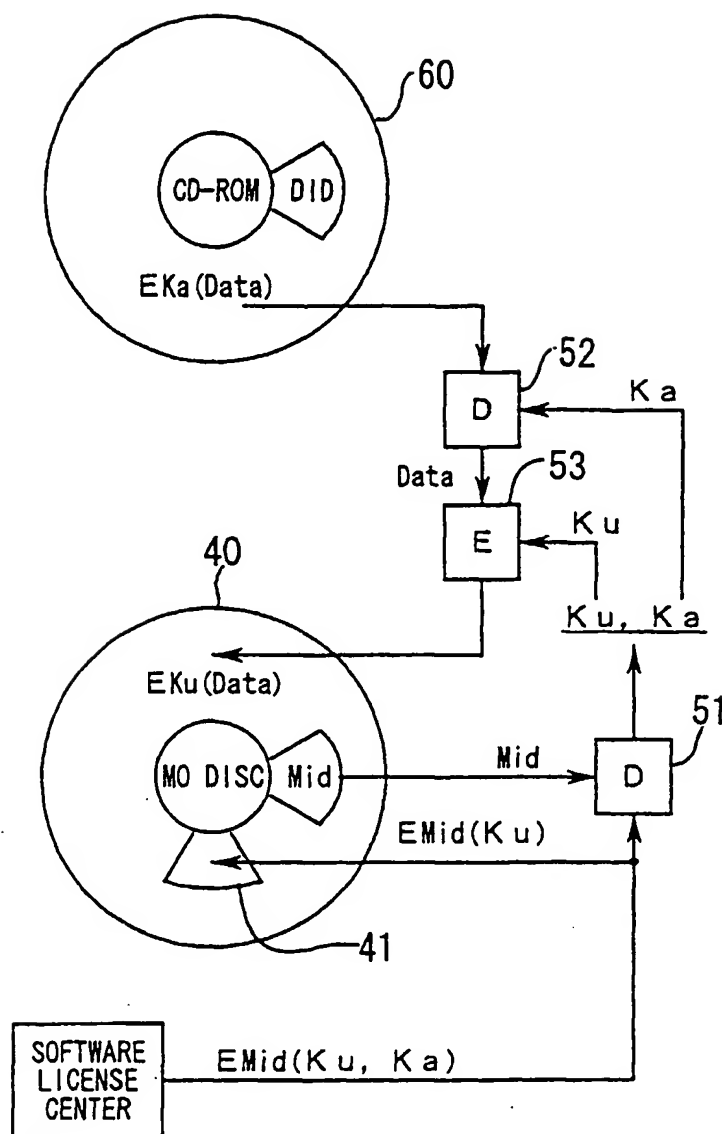 60
CD-ROM
DID
EKa(Data)
52
D
Ka
Data
53
E
Ku
40
Ku, Ka
EKu(Data)
51
MO DISC
Mid
Mid
D
EMid(Ku)
41
SOFTWARE
LICENSE
CENTER
EMid(Ku, Ka)